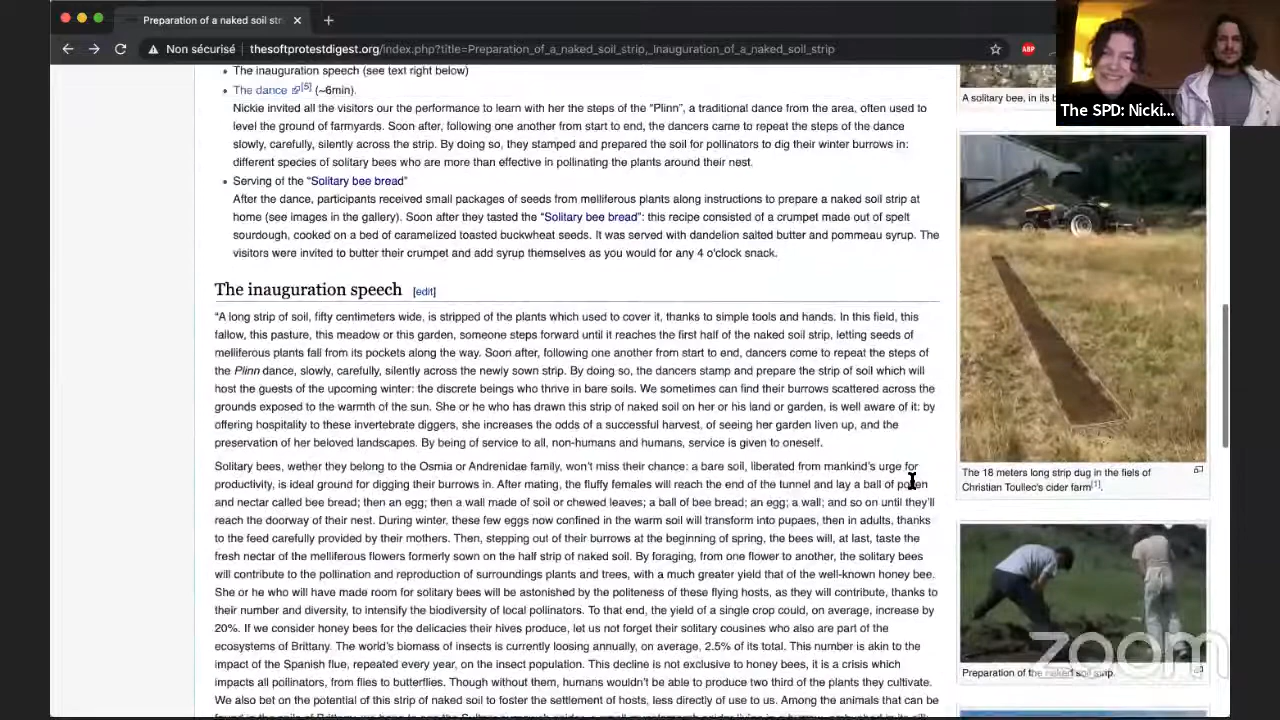 Preparation of a naked soil str
Non sécurisé
thesoftprotestdigest.org/index.php?title=Preparation_of_a_naked_soil_strip,_Inauguration_of_a_naked_soil_strip
ABP
The SPD: Nicki...
The inauguration speech (see text right below)
The dance [5] (~6min).
Nickie invited all the visitors our the performance to learn with her the steps of the "Plinn", a traditional dance from the area, often used to
level the ground of farmyards. Soon after, following one another from start to end, the dancers came to repeat the steps of the dance
slowly, carefully, silently across the strip. By doing so, they stamped and prepared the soil for pollinators to dig their winter burrows in:
different species of solitary bees who are more than effective in pollinating the plants around their nest.
Serving of the "Solitary bee bread"
After the dance, participants received small packages of seeds from melliferous plants along instructions to prepare a naked soil strip at
home (see images in the gallery). Soon after they tasted the "Solitary bee bread": this recipe consisted of a crumpet made out of spelt
sourdough, cooked on a bed of caramelized toasted buckwheat seeds. It was served with dandelion salted butter and pommeau syrup. The
visitors were invited to butter their crumpet and add syrup themselves as you would for any 4 o'clock snack.
The inauguration speech [edit]
"A long strip of soil, fifty centimeters wide, is stripped of the plants which used to cover it, thanks to simple tools and hands. In this field, this
fallow, this pasture, this meadow or this garden, someone steps forward until it reaches the first half of the naked soil strip, letting seeds of
melliferous plants fall from its pockets along the way. Soon after, following one another from start to end, dancers come to repeat the steps of
the Plinn dance, slowly, carefully, silently across the newly sown strip. By doing so, the dancers stamp and prepare the strip of soil which will
host the guests of the upcoming winter: the discrete beings who thrive in bare soils. We sometimes can find their burrows scattered across the
grounds exposed to the warmth of the sun. She or he who has drawn this strip of naked soil on her or his land or garden, is well aware of it: by
offering hospitality to these invertebrate diggers, she increases the odds of a successful harvest, of seeing her garden liven up, and the
preservation of her beloved landscapes. By being of service to all, non-humans and humans, service is given to oneself.
Solitary bees, wether they belong to the Osmia or Andrenidae family, won't miss their chance: a bare soil, liberated from mankind's urge for
productivity, is ideal ground for digging their burrows in. After mating, the fluffy females will reach the end of the tunnel and lay a ball of pollen
and nectar called bee bread; then an egg; then a wall made of soil or chewed leaves; a ball of bee bread; an egg; a wall; and so on until they'll
reach the doorway of their nest. During winter, these few eggs now confined in the warm soil will transform into pupaes, then in adults, thanks
to the feed carefully provided by their mothers. Then, stepping out of their burrows at the beginning of spring, the bees will, at last, taste the
fresh nectar of the melliferous flowers formerly sown on the half strip of naked soil. By foraging, from one flower to another, the solitary bees
will contribute to the pollination and reproduction of surroundings plants and trees, with a much greater yield that of the well-known honey bee.
She or he who will have made room for solitary bees will be astonished by the politeness of these flying hosts, as they will contribute, thanks to
their number and diversity, to intensify the biodiversity of local pollinators. To that end, the yield of a single crop could, on average, increase by
20%. If we consider honey bees for the delicacies their hives produce, let us not forget their solitary cousines who also are part of the
ecosystems of Brittany. The world's biomass of insects is currently loosing annually, on average, 2.5% of its total. This number is akin to the
impact of the Spanish flue, repeated every year, on the insect population. This decline is not exclusive to honey bees, it is a crisis which
impacts all pollinators, from flies to butterflies. Though without them, humans wouldn't be able to produce two third of the plants they cultivate.
We also bet on the potential of this strip of naked soil to foster the settlement of hosts, less directly of use to us. Among the animals that can be
A solitary bee, in its b
The 18 meters long strip dug in the fiels of
Christian Toullec's cider farm[1].
Preparation of the naked soil strip.
zoom